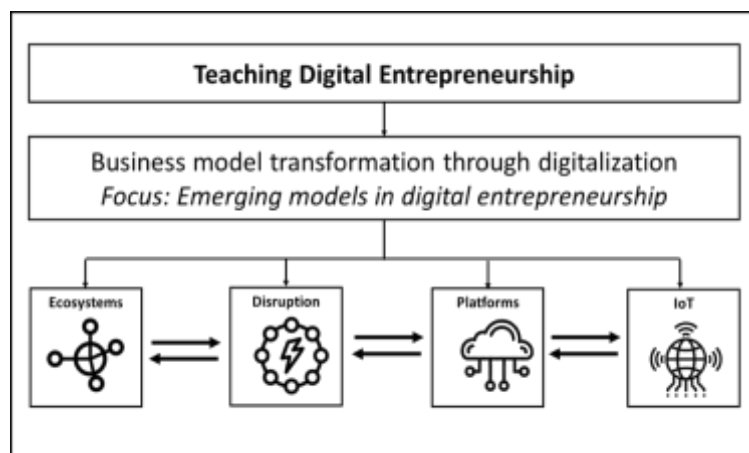 Teaching Digital Entrepreneurship
Business model transformation through digitalization
Focus: Emerging models in digital entrepreneurship
Ecosystems
Disruption
Platforms
IoT